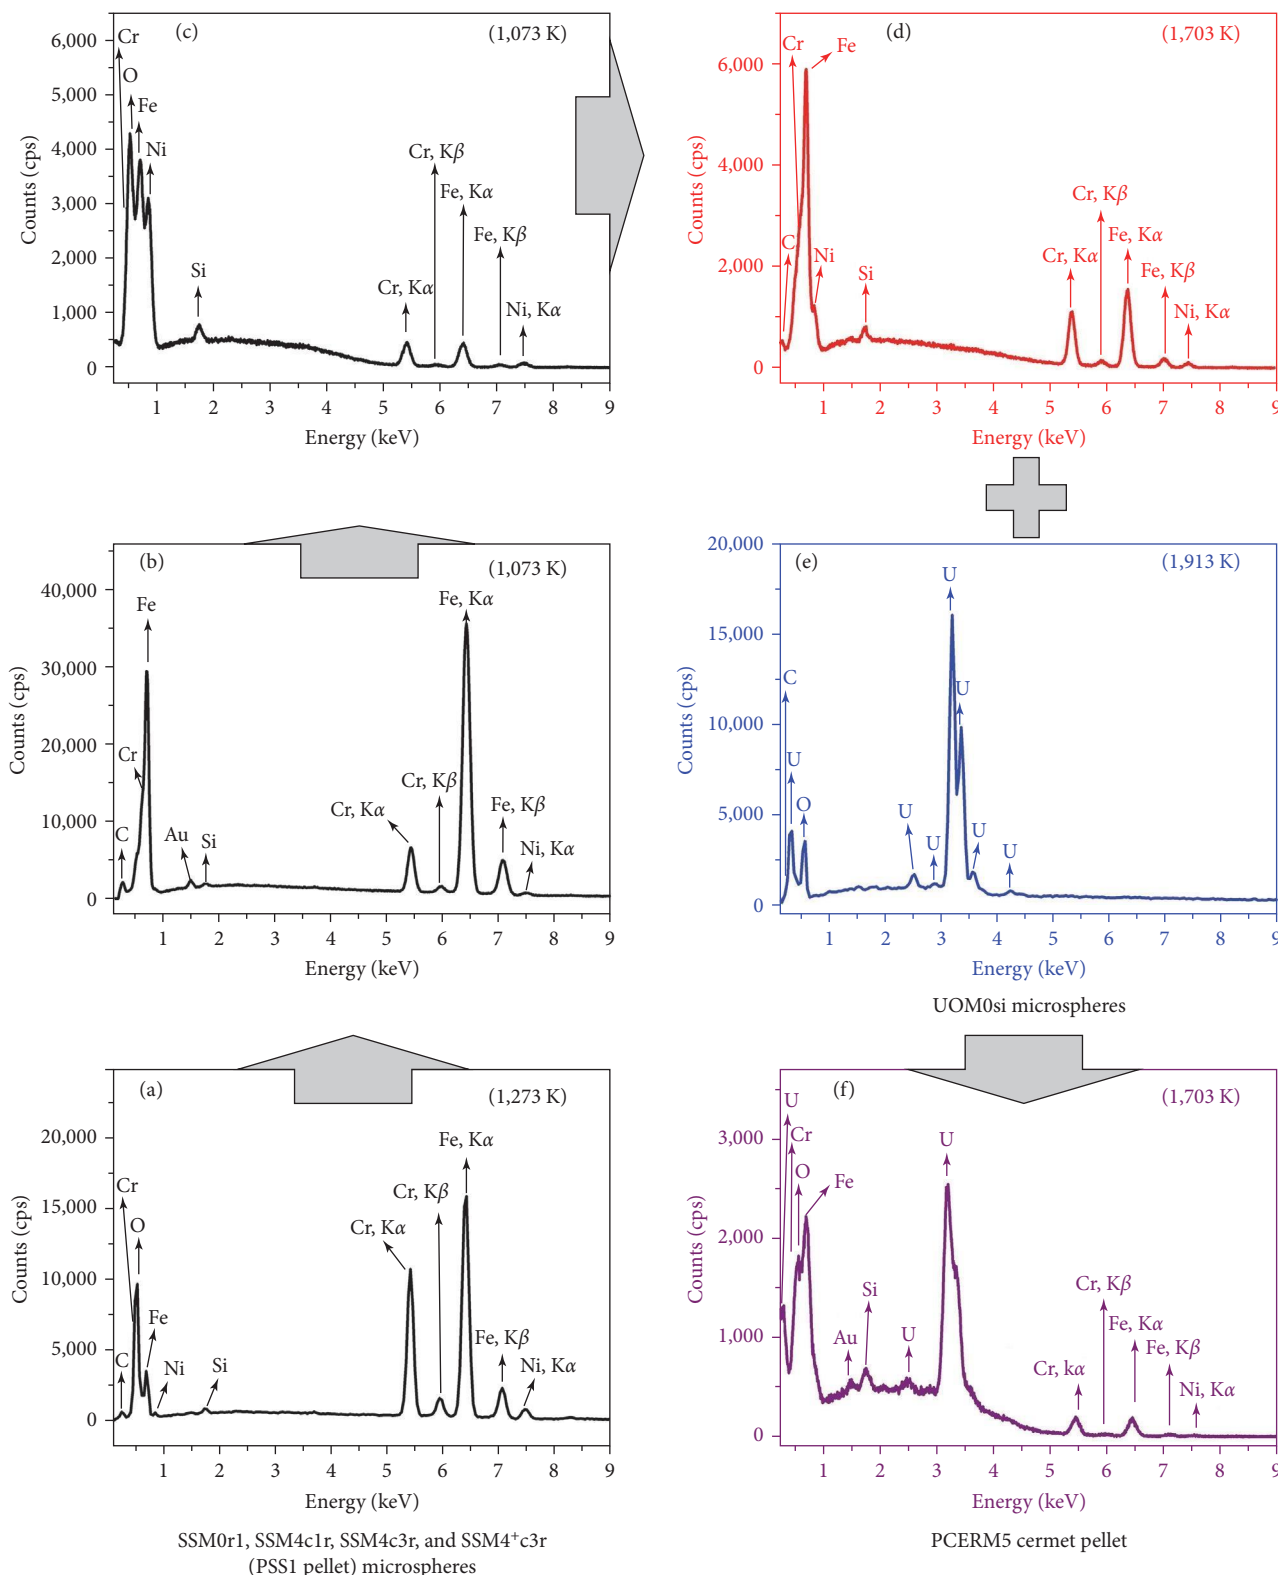 (c)
(1,073 K)
Cr
O
Fe
Ni
Si
Cr, Kα
Cr, Kβ
Fe, Kα
Fe, Kβ
Ni, Kα
6,000
5,000
4,000
3,000
2,000
1,000
0
Counts (cps)
1 2 3 4 5 6 7 8 9
Energy (keV)
(d)
(1,703 K)
Cr
Fe
C
Ni
Si
Cr, Kα
Cr, Kβ
Fe, Kα
Fe, Kβ
Ni, Kα
6,000
4,000
2,000
0
Counts (cps)
1 2 3 4 5 6 7 8 9
Energy (keV)
(b)
(1,073 K)
Fe
Cr
C
Au
Si
Cr, Kα
Cr, Kβ
Fe, Kα
Fe, Kβ
Ni, Kα
40,000
30,000
20,000
10,000
0
Counts (cps)
1 2 3 4 5 6 7 8 9
Energy (keV)
(e)
(1,913 K)
C
U
O
U
U
U
U
U
U
20,000
15,000
10,000
5,000
0
Counts (cps)
1 2 3 4 5 6 7 8 9
Energy (keV)
UOM0si microspheres
(a)
(1,273 K)
Cr
O
Fe
C
Ni
Si
Cr, Kα
Cr, Kβ
Fe, Kα
Fe, Kβ
Ni, Kα
20,000
15,000
10,000
5,000
0
Counts (cps)
1 2 3 4 5 6 7 8 9
Energy (keV)
SSM0r1, SSM4c1r, SSM4c3r, and SSM4⁺c3r
(PSS1 pellet) microspheres
(f)
(1,703 K)
U
Cr
O
Fe
Au
Si
U
U
Cr, kα
Cr, Kβ
Fe, Kα
Fe, Kβ
Ni, Kα
3,000
2,000
1,000
0
Counts (cps)
1 2 3 4 5 6 7 8 9
Energy (keV)
PCERM5 cermet pellet